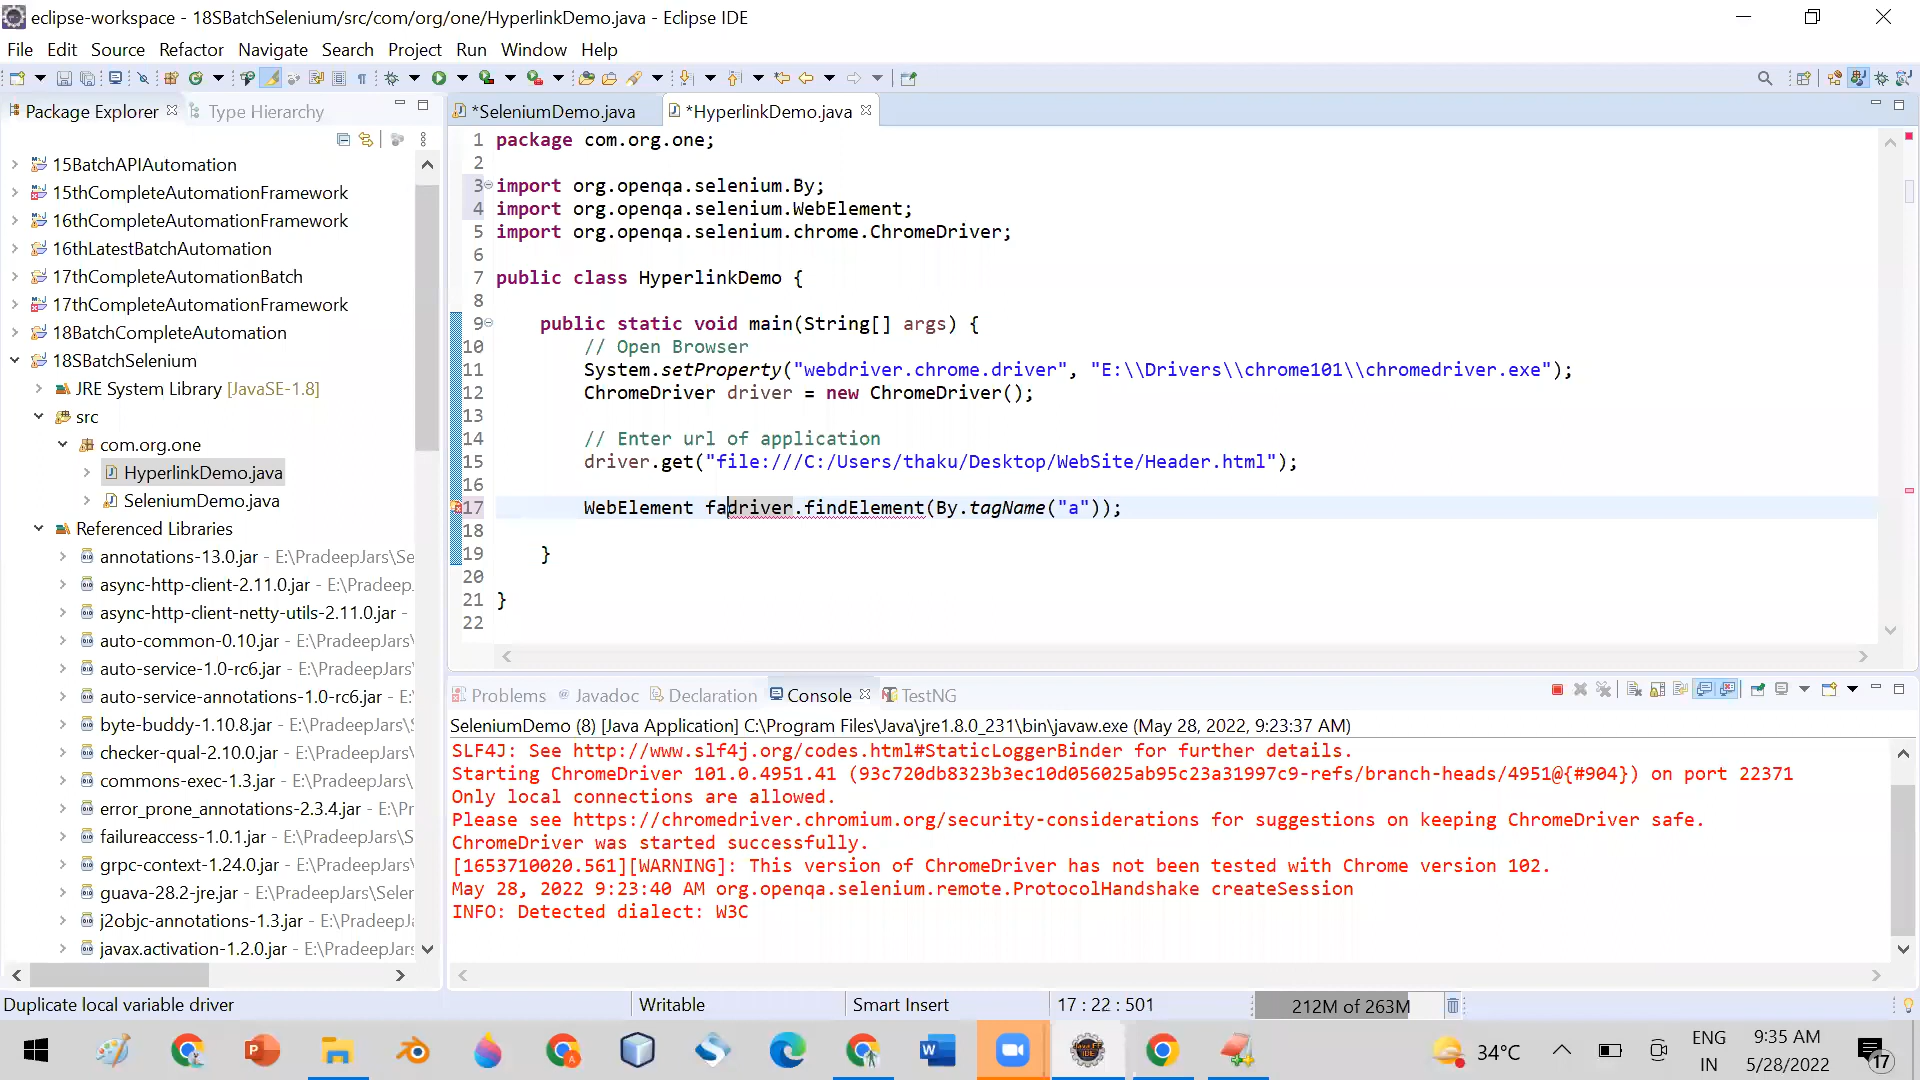 eclipse-workspace - 18SBatchSelenium/src/com/org/one/HyperlinkDemo.java - Eclipse IDE
File Edit Source Refactor Navigate Search Project Run Window Help
Package Explorer Type Hierarchy
*SeleniumDemo.java *HyperlinkDemo.java
15BatchAPIAutomation
15thCompleteAutomationFramework
16thCompleteAutomationFramework
16thLatestBatchAutomation
17thCompleteAutomationBatch
17thCompleteAutomationFramework
18BatchCompleteAutomation
18SBatchSelenium
JRE System Library [JavaSE-1.8]
src
com.org.one
HyperlinkDemo.java
SeleniumDemo.java
Referenced Libraries
annotations-13.0.jar - E:\PradeepJars\Se
async-http-client-2.11.0.jar - E:\Pradeep.
async-http-client-netty-utils-2.11.0.jar -
auto-common-0.10.jar - E:\PradeepJars\
auto-service-1.0-rc6.jar - E:\PradeepJars\
auto-service-annotations-1.0-rc6.jar - E:
byte-buddy-1.10.8.jar - E:\PradeepJars\
checker-qual-2.10.0.jar - E:\PradeepJars\
commons-exec-1.3.jar - E:\PradeepJars\
error_prone_annotations-2.3.4.jar - E:\P
failureaccess-1.0.1.jar - E:\PradeepJars\S
grpc-context-1.24.0.jar - E:\PradeepJars\
guava-28.2-jre.jar - E:\PradeepJars\Seler
j2objc-annotations-1.3.jar - E:\PradeepJ
javax.activation-1.2.0.jar - E:\PradeepJars
1 package com.org.one;
2
3 import org.openqa.selenium.By;
4 import org.openqa.selenium.WebElement;
5 import org.openqa.selenium.chrome.ChromeDriver;
6
7 public class HyperlinkDemo {
8
9 public static void main(String[] args) {
10 // Open Browser
11 System.setProperty("webdriver.chrome.driver", "E:\\Drivers\\chrome101\\chromedriver.exe");
12 ChromeDriver driver = new ChromeDriver();
13
14 // Enter url of application
15 driver.get("file:///C:/Users/thaku/Desktop/WebSite/Header.html");
16
17 WebElement fadriver.findElement(By.tagName("a"));
18
19 }
20
21 }
22
Problems Javadoc Declaration Console TestNG
SeleniumDemo (8) [Java Application] C:\Program Files\Java\jre1.8.0_231\bin\javaw.exe (May 28, 2022, 9:23:37 AM)
SLF4J: See http://www.slf4j.org/codes.html#StaticLoggerBinder for further details.
Starting ChromeDriver 101.0.4951.41 (93c720db8323b3ec10d056025ab95c23a31997c9-refs/branch-heads/4951@{#904}) on port 22371
Only local connections are allowed.
Please see https://chromedriver.chromium.org/security-considerations for suggestions on keeping ChromeDriver safe.
ChromeDriver was started successfully.
[1653710020.561][WARNING]: This version of ChromeDriver has not been tested with Chrome version 102.
May 28, 2022 9:23:40 AM org.openqa.selenium.remote.ProtocolHandshake createSession
INFO: Detected dialect: W3C
Duplicate local variable driver Writable Smart Insert 17 : 22 : 501 212M of 263M
34°C ENG IN 9:35 AM 5/28/2022 17